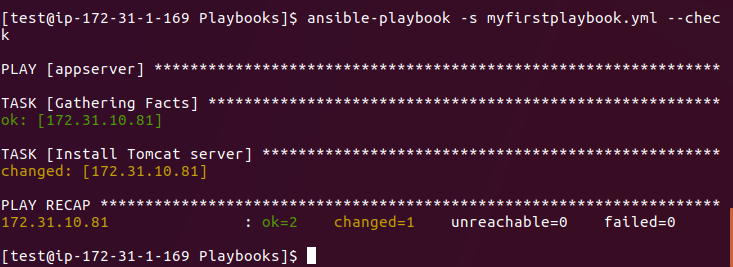 [test@ip-172-31-1-169 Playbooks]$ ansible-playbook -s myfirstplaybook.yml --chec
k
PLAY [appserver] ***************************************************************
TASK [Gathering Facts] *********************************************************
ok: [172.31.10.81]
TASK [Install Tomcat server] ***************************************************
changed: [172.31.10.81]
PLAY RECAP *********************************************************************
172.31.10.81               : ok=2    changed=1    unreachable=0    failed=0
[test@ip-172-31-1-169 Playbooks]$